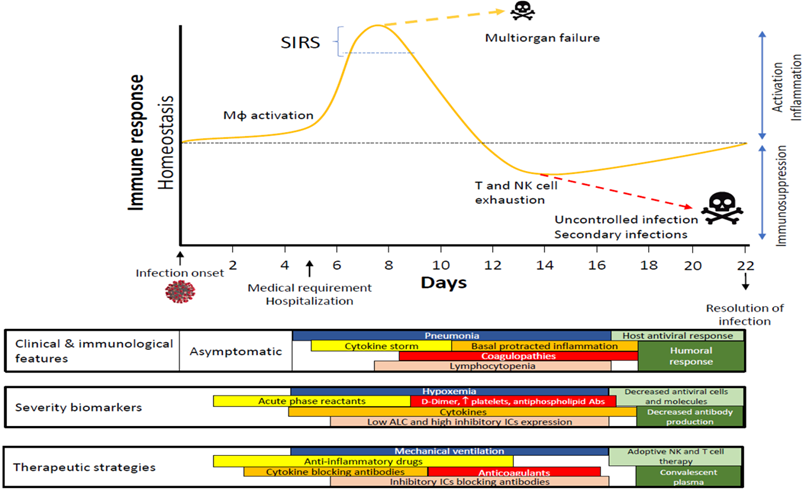 SIRS
Multiorgan failure
Activation
Inflammation
Immune response
Homeostasis
Mϕ activation
T and NK cell
exhaustion
Uncontrolled infection
Secondary infections
Immunosuppression
2 4 6 8 10 12 14 16 18 20 22
Infection onset
Medical requirement
Hospitalization
Days
Resolution of
infection
Clinical & immunological
features
Asymptomatic
Pneumonia
Host antiviral response
Cytokine storm
Basal protracted inflammation
Coagulopathies
Humoral
response
Lymphocytopenia
Severity biomarkers
Hypoxemia
Decreased antiviral cells
and molecules
Acute phase reactants
D-Dimer, ↑ platelets, antiphospholipid Abs
Cytokines
Decreased antibody
production
Low ALC and high inhibitory ICs expression
Therapeutic strategies
Mechanical ventilation
Adoptive NK and T cell
therapy
Anti-inflammatory drugs
Cytokine blocking antibodies
Anticoagulants
Convalescent
plasma
Inhibitory ICs blocking antibodies